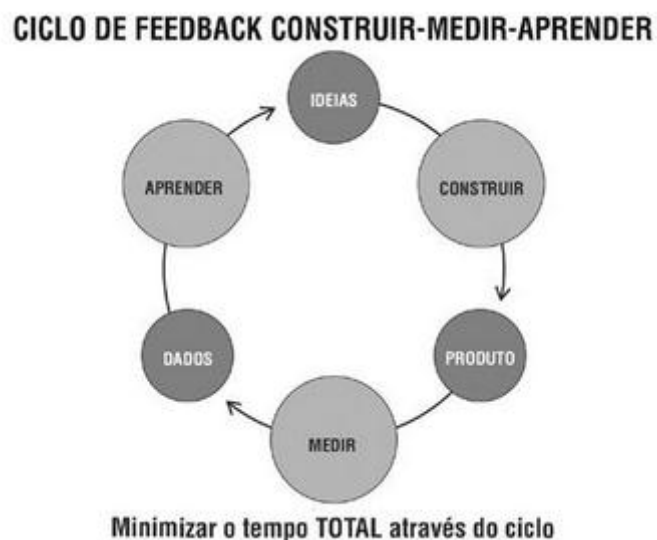 CICLO DE FEEDBACK CONSTRUIR-MEDIR-APRENDER
IDEIAS
CONSTRUIR
PRODUTO
MEDIR
DADOS
APRENDER
Minimizar o tempo TOTAL através do ciclo